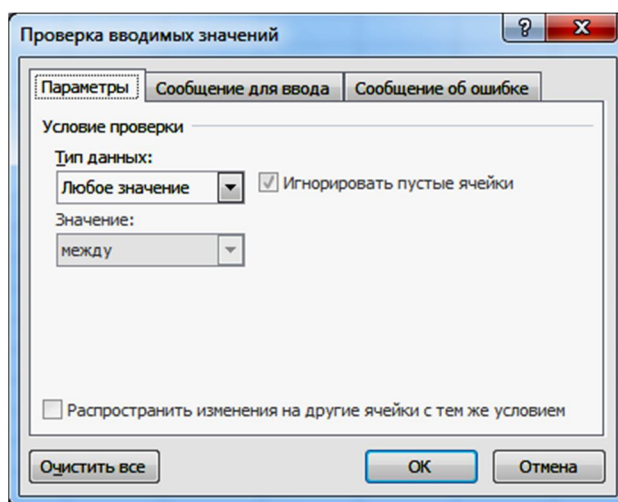 Проверка вводимых значений
Параметры Сообщение для ввода Сообщение об ошибке
Условие проверки
Тип данных:
Любое значение Игнорировать пустые ячейки
Значение:
между
Распространить изменения на другие ячейки с тем же условием
Очистить все ОК Отмена